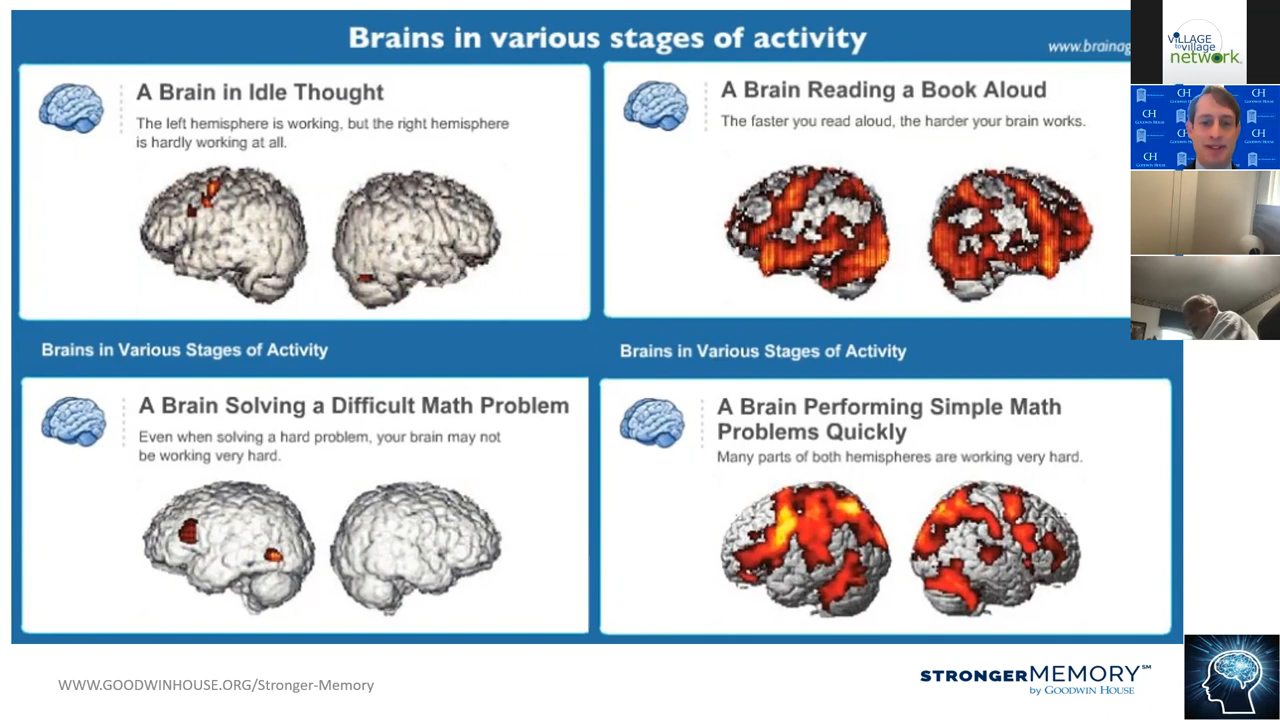 Brains in various stages of activity
www.brainag
A Brain in Idle Thought
The left hemisphere is working, but the right hemisphere
is hardly working at all.
A Brain Reading a Book Aloud
The faster you read aloud, the harder your brain works.
Brains in Various Stages of Activity
Brains in Various Stages of Activity
A Brain Solving a Difficult Math Problem
Even when solving a hard problem, your brain may not
be working very hard.
A Brain Performing Simple Math
Problems Quickly
Many parts of both hemispheres are working very hard.
VILLAGE
to village
network.
GH
GOODWIN HOUSE
WWW.GOODWINHOUSE.ORG/Stronger-Memory
STRONGERMEMORY℠
by GOODWIN HOUSE